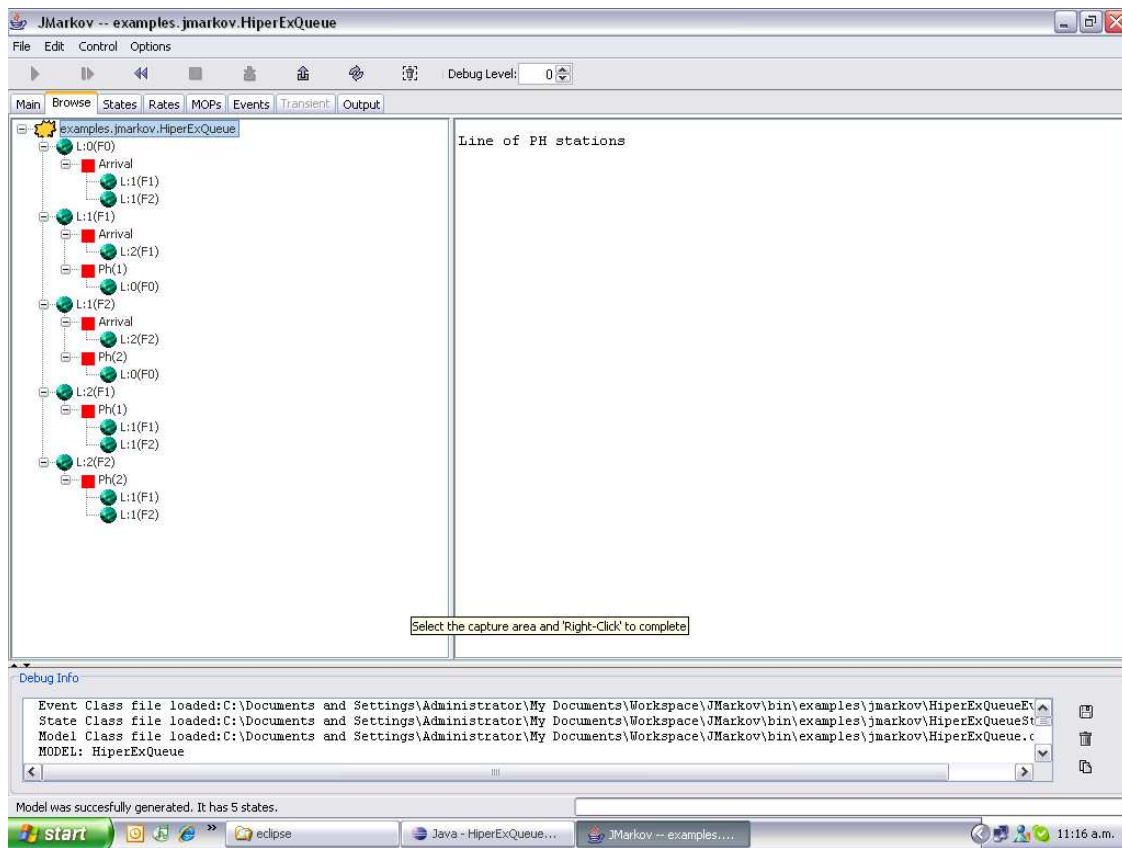 JMarkov -- examples.jmarkov.HiperExQueue
File Edit Control Options
Debug Level: 0
Main Browse States Rates MOPs Events Transient Output
examples.jmarkov.HiperExQueue
L:0(F0)
Arrival
L:1(F1)
L:1(F2)
L:1(F1)
Arrival
L:2(F1)
Ph(1)
L:0(F0)
L:1(F2)
Arrival
L:2(F2)
Ph(2)
L:0(F0)
L:2(F1)
Ph(1)
L:1(F1)
L:1(F2)
L:2(F2)
Ph(2)
L:1(F1)
L:1(F2)
Line of PH stations
Select the capture area and 'Right-Click' to complete
Debug Info
Event Class file loaded:C:\Documents and Settings\Administrator\My Documents\Workspace\JMarkov\bin\examples\jmarkov\HiperExQueueEv
State Class file loaded:C:\Documents and Settings\Administrator\My Documents\Workspace\JMarkov\bin\examples\jmarkov\HiperExQueueSt
Model Class file loaded:C:\Documents and Settings\Administrator\My Documents\Workspace\JMarkov\bin\examples\jmarkov\HiperExQueue.c
MODEL: HiperExQueue
Model was succesfully generated. It has 5 states.
start
eclipse
Java - HiperExQueue...
JMarkov -- examples....
11:16 a.m.